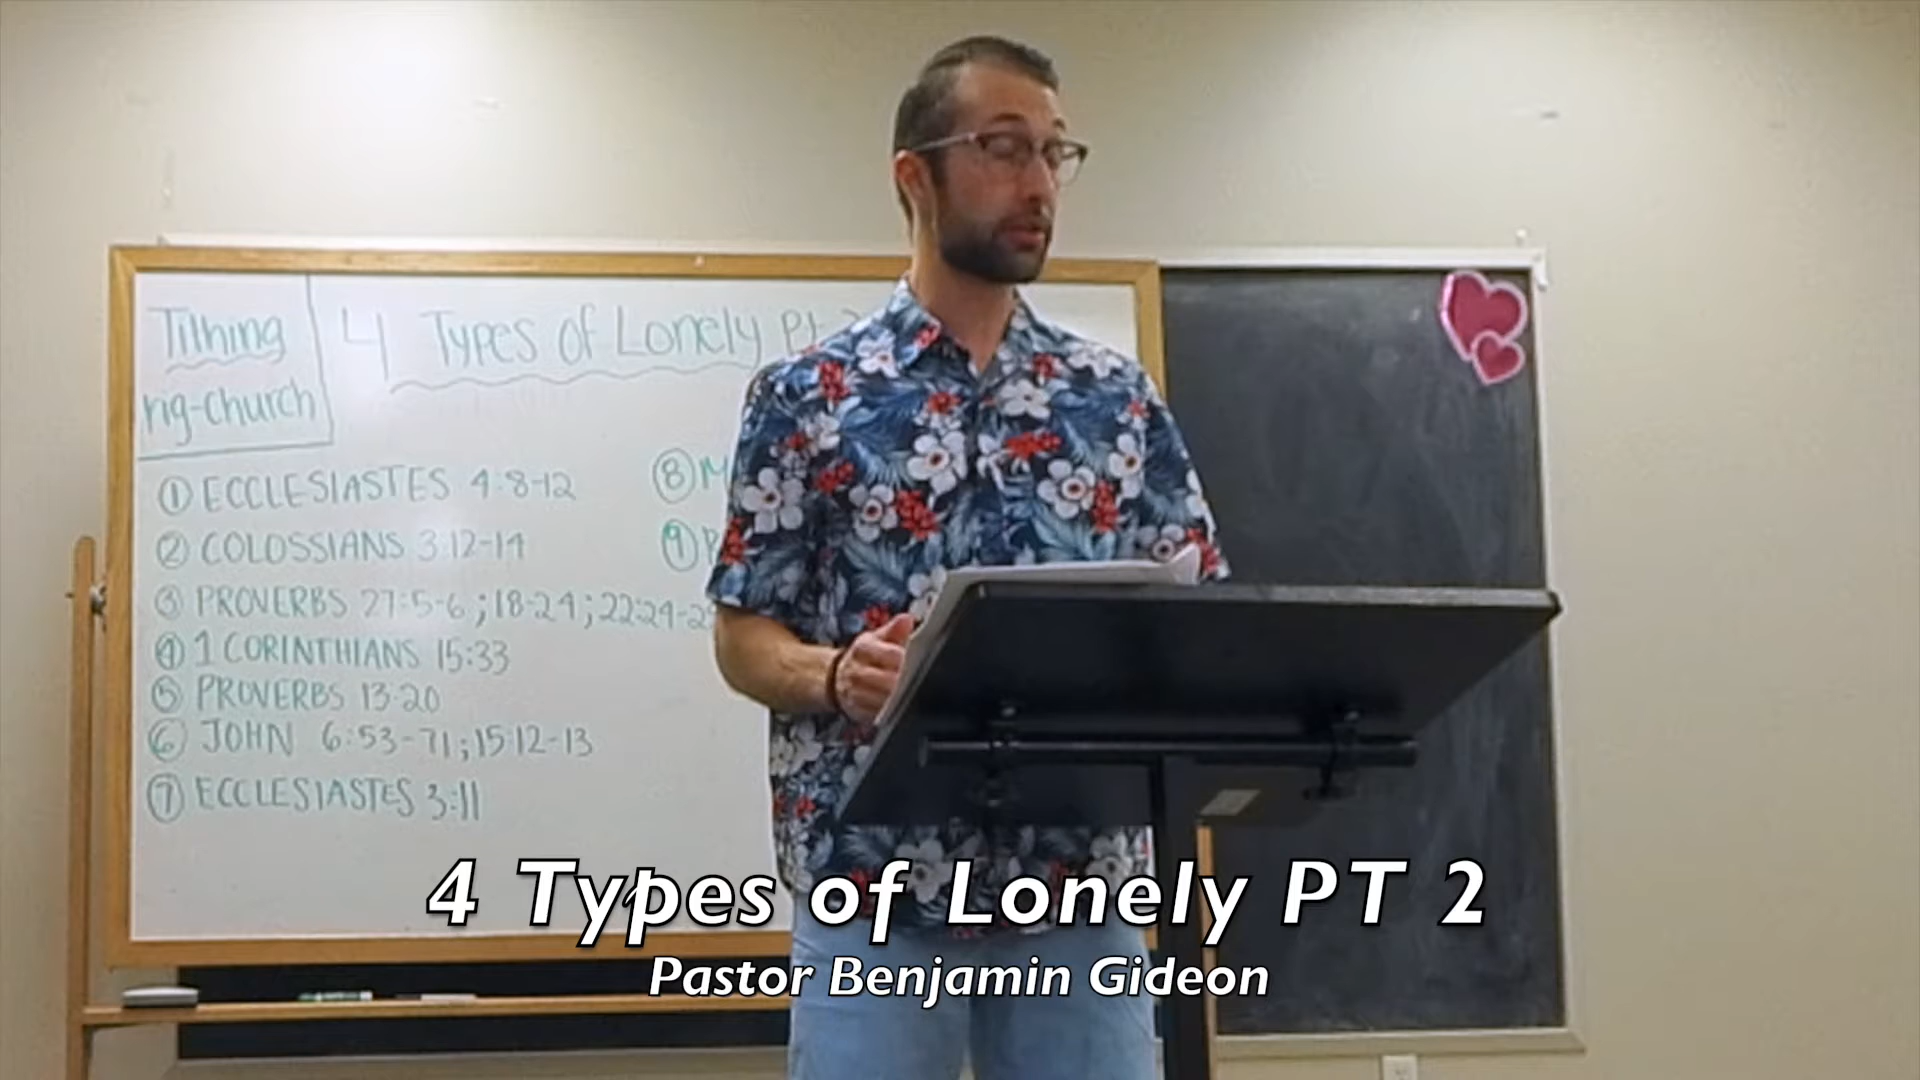 Tithing
rig-church
4 Types of Lonely Pt
① ECCLESIASTES 4:8-12
② COLOSSIANS 3:12-14
③ PROVERBS 27:5-6;18:24;22:24-25
④ 1 CORINTHIANS 15:33
⑤ PROVERBS 13:20
⑥ JOHN 6:53-71;15:12-13
⑦ ECCLESIASTES 3:11
⑧
⑨
4 Types of Lonely PT 2
Pastor Benjamin Gideon